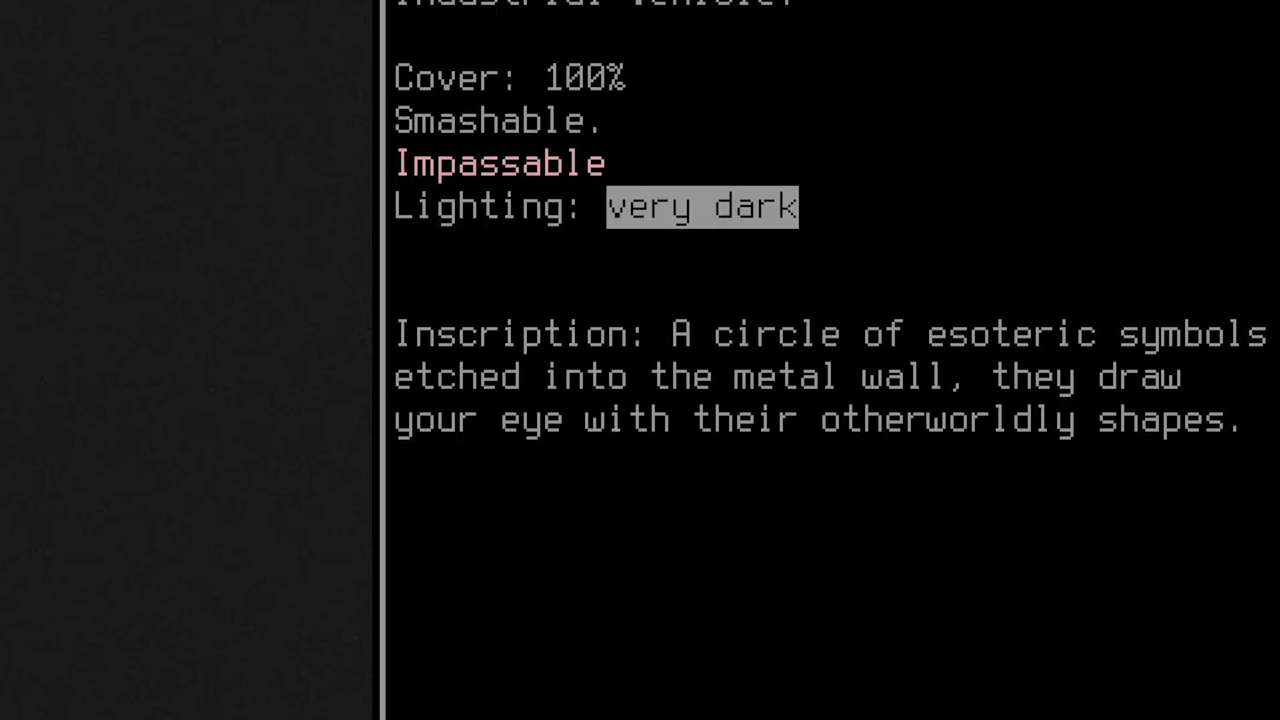 Cover: 100%
Smashable.
Impassable
Lighting: very dark
Inscription: A circle of esoteric symbols
etched into the metal wall, they draw
your eye with their otherworldly shapes.